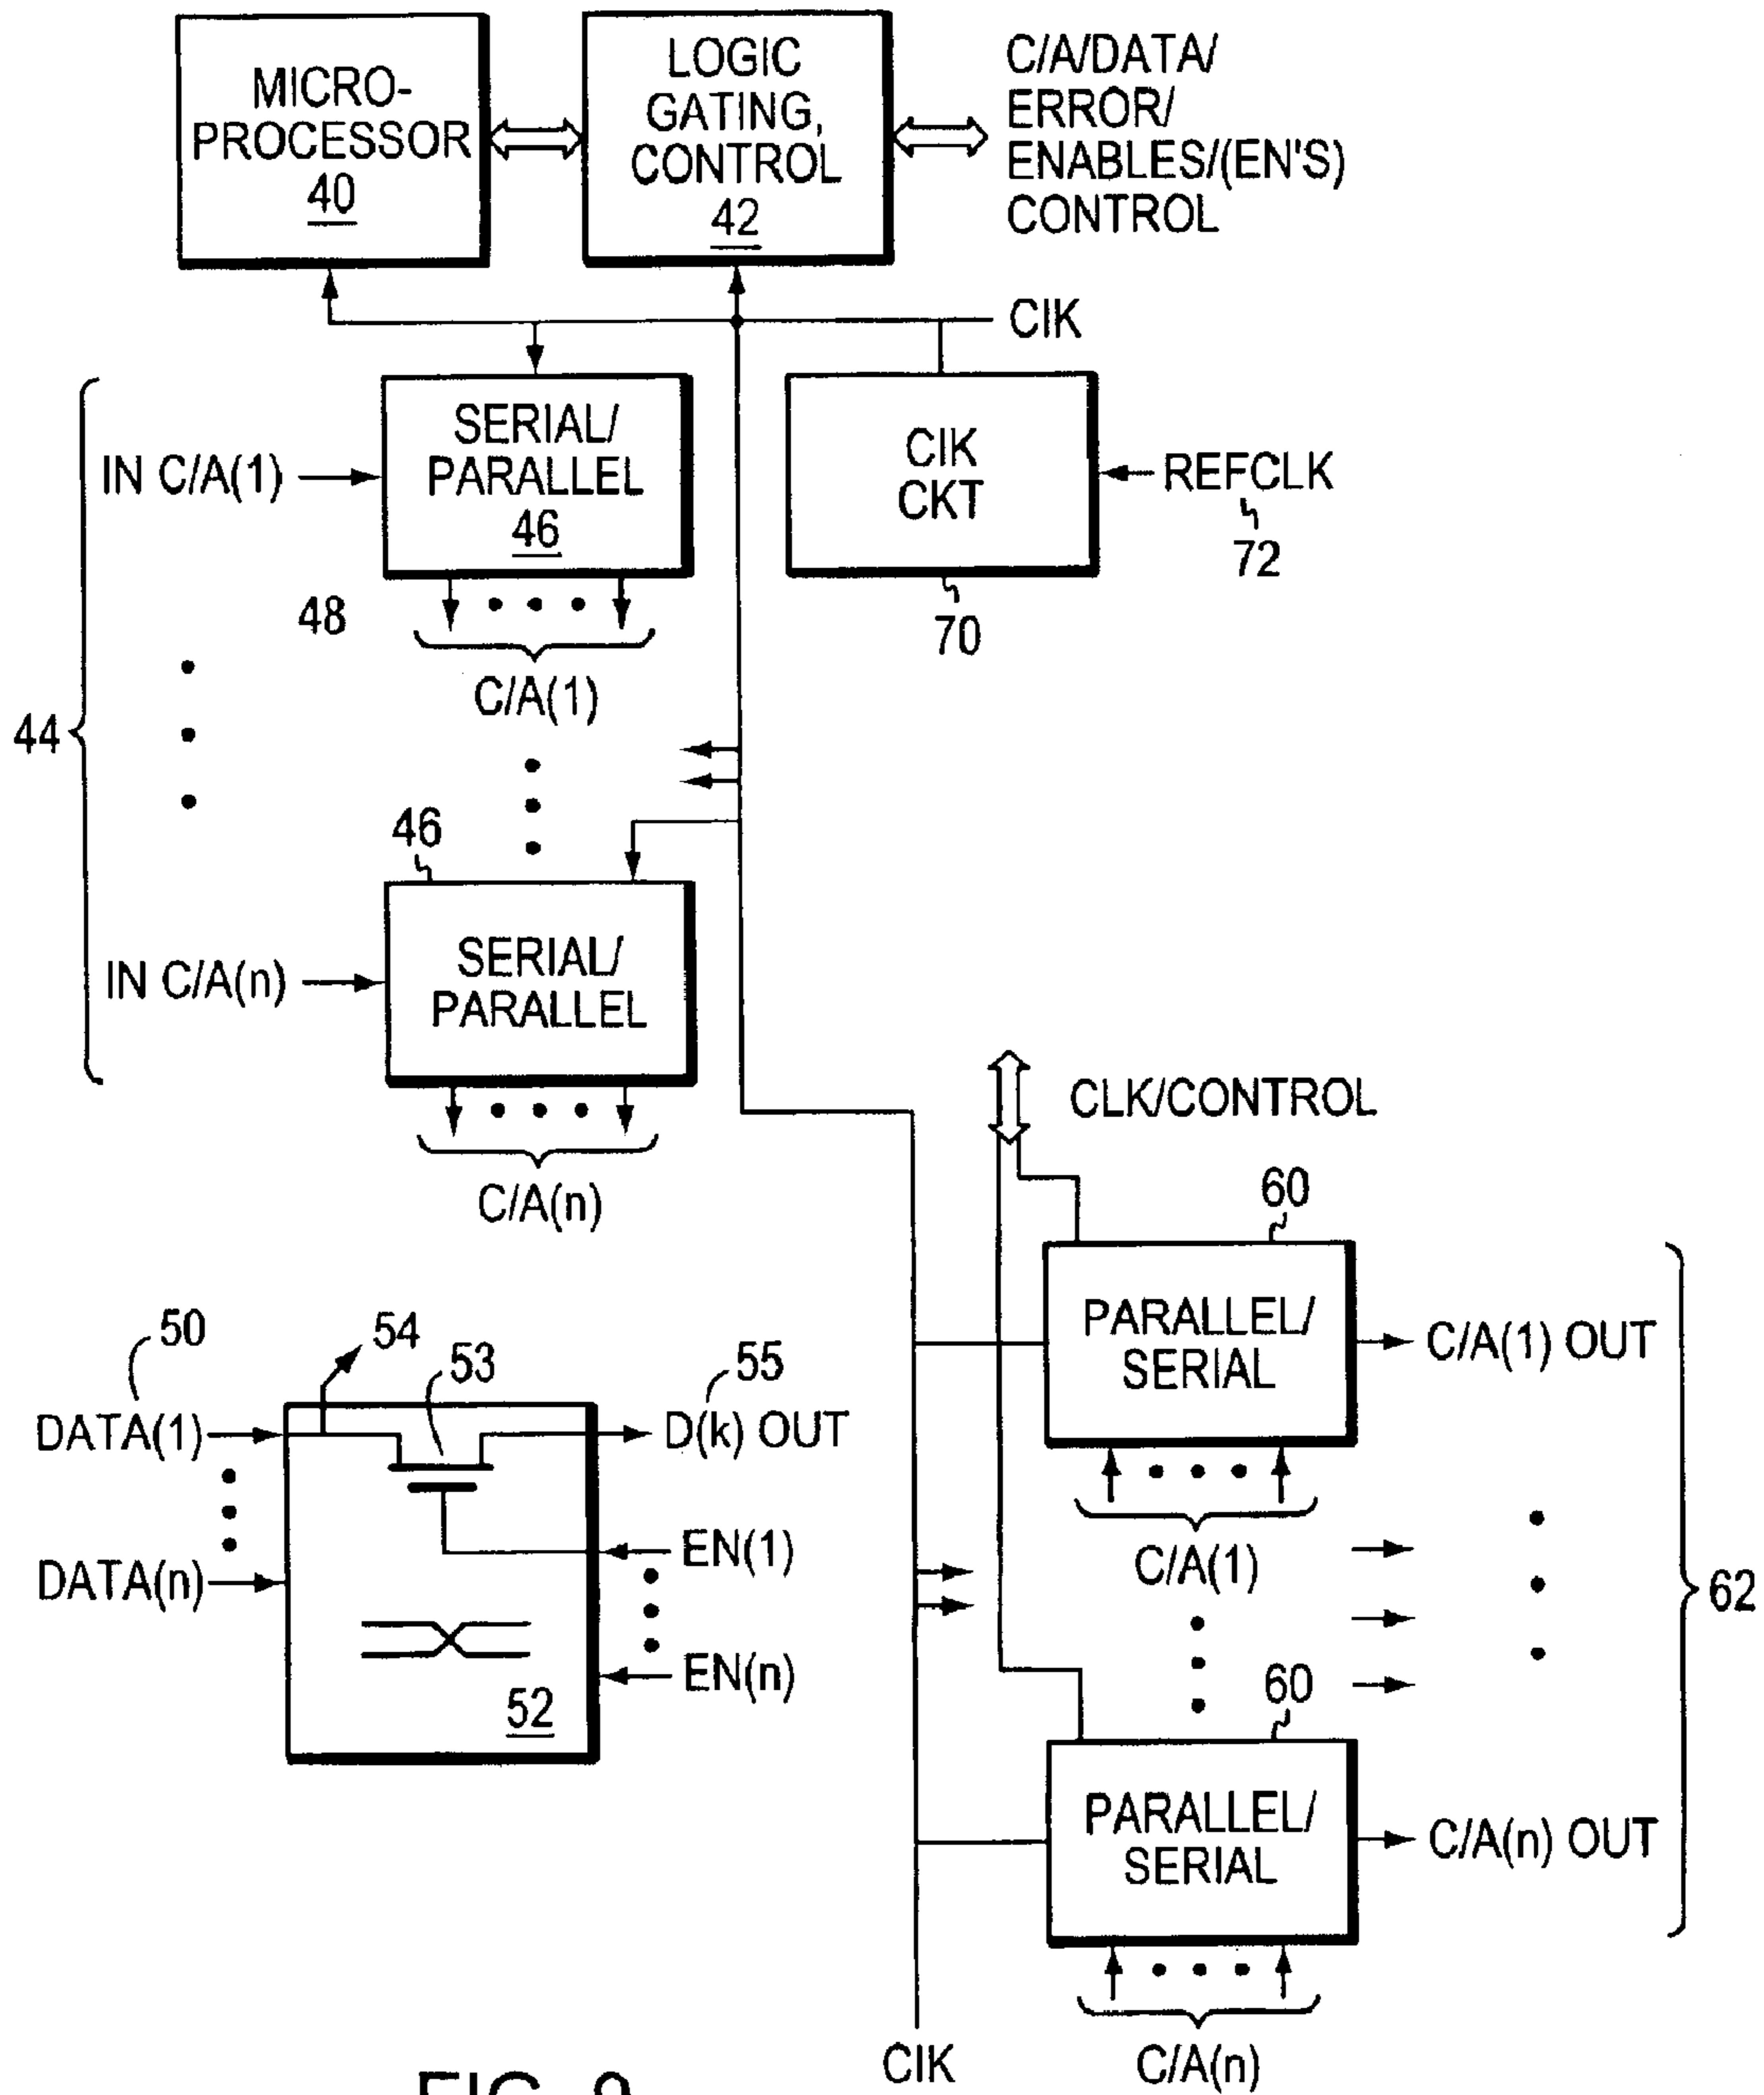 MICRO-
PROCESSOR
40
LOGIC
GATING,
CONTROL
42
C/A/DATA/
ERROR/
ENABLES/(EN'S)
CONTROL
CIK
IN C/A(1)
SERIAL/
PARALLEL
46
CIK
CKT
REFCLK
72
70
48
C/A(1)
44
46
IN C/A(n)
SERIAL/
PARALLEL
C/A(n)
CLK/CONTROL
60
PARALLEL/
SERIAL
C/A(1) OUT
C/A(1)
62
50
54
53
55
DATA(1)
D(k) OUT
EN(1)
DATA(n)
EN(n)
52
60
PARALLEL/
SERIAL
C/A(n) OUT
CIK
C/A(n)
FIG.